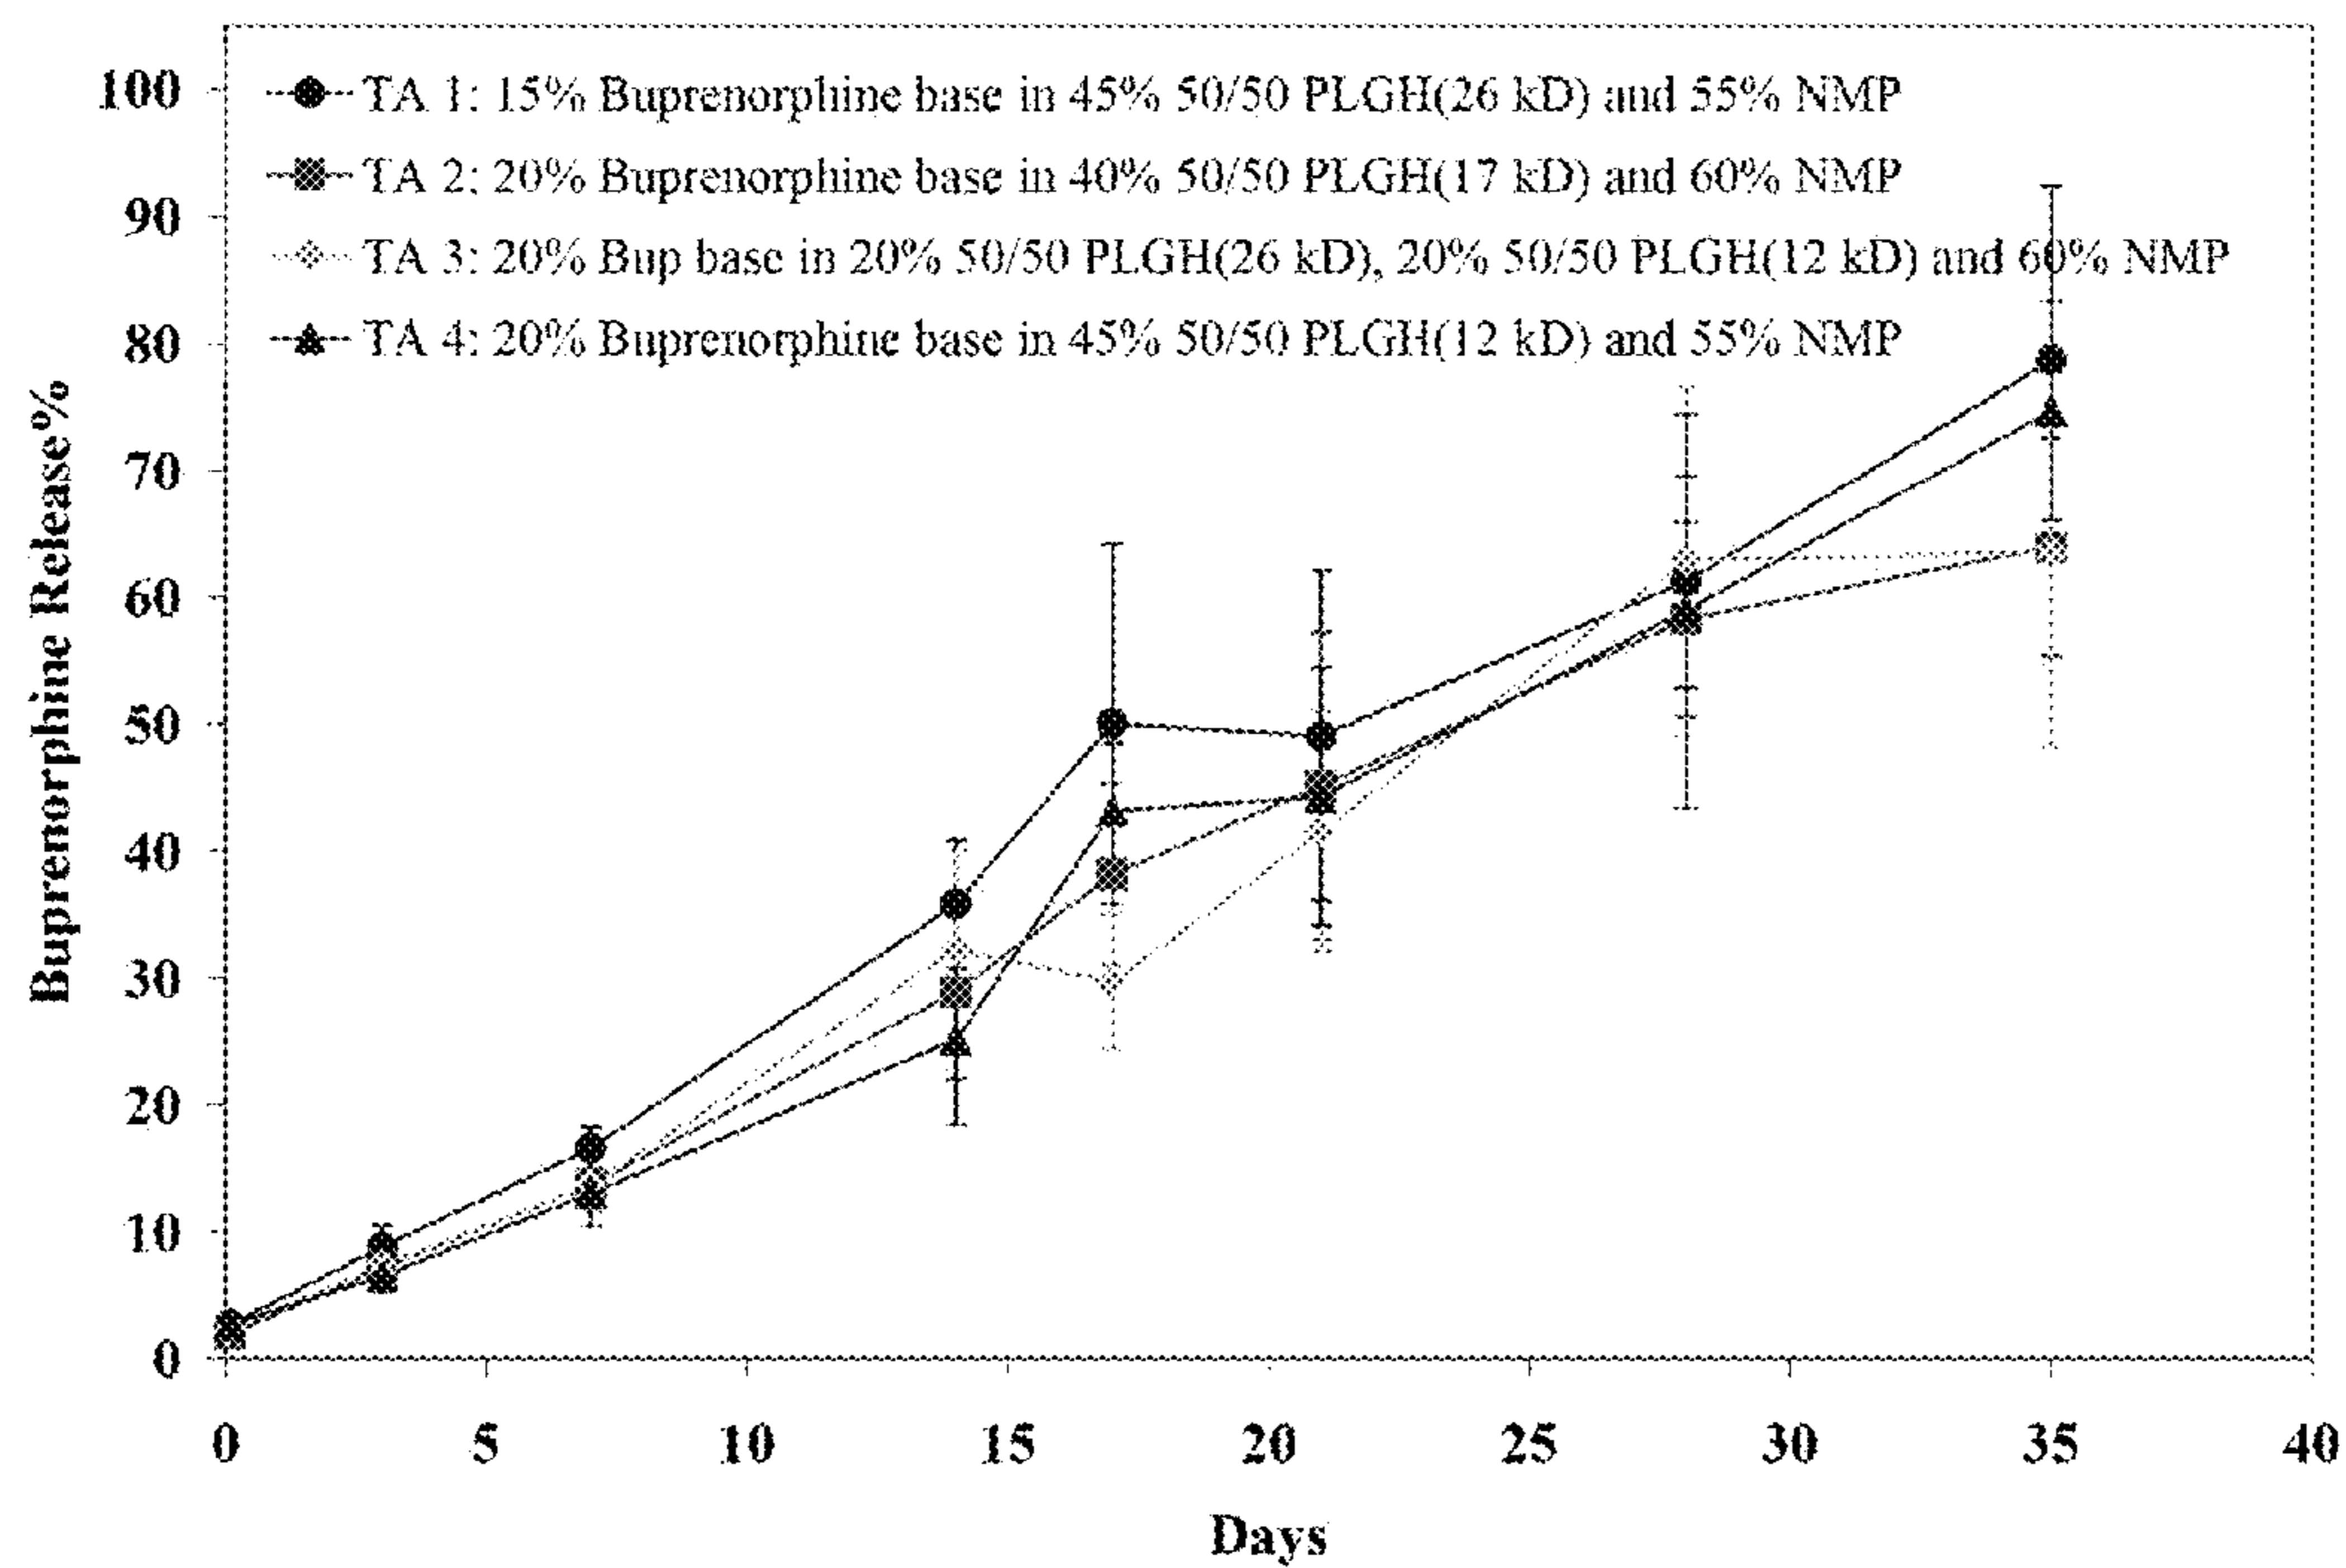 100
90
80
70
60
50
40
30
20
10
0
Buprenorphine Release%
TA 1: 15% Buprenorphine base in 45% 50/50 PLGH(26 kD) and 55% NMP
TA 2: 20% Buprenorphine base in 40% 50/50 PLGH(17 kD) and 60% NMP
TA 3: 20% Bup base in 20% 50/50 PLGH(26 kD), 20% 50/50 PLGH(12 kD) and 60% NMP
TA 4: 20% Buprenorphine base in 45% 50/50 PLGH(12 kD) and 55% NMP
0 5 10 15 20 25 30 35 40
Days